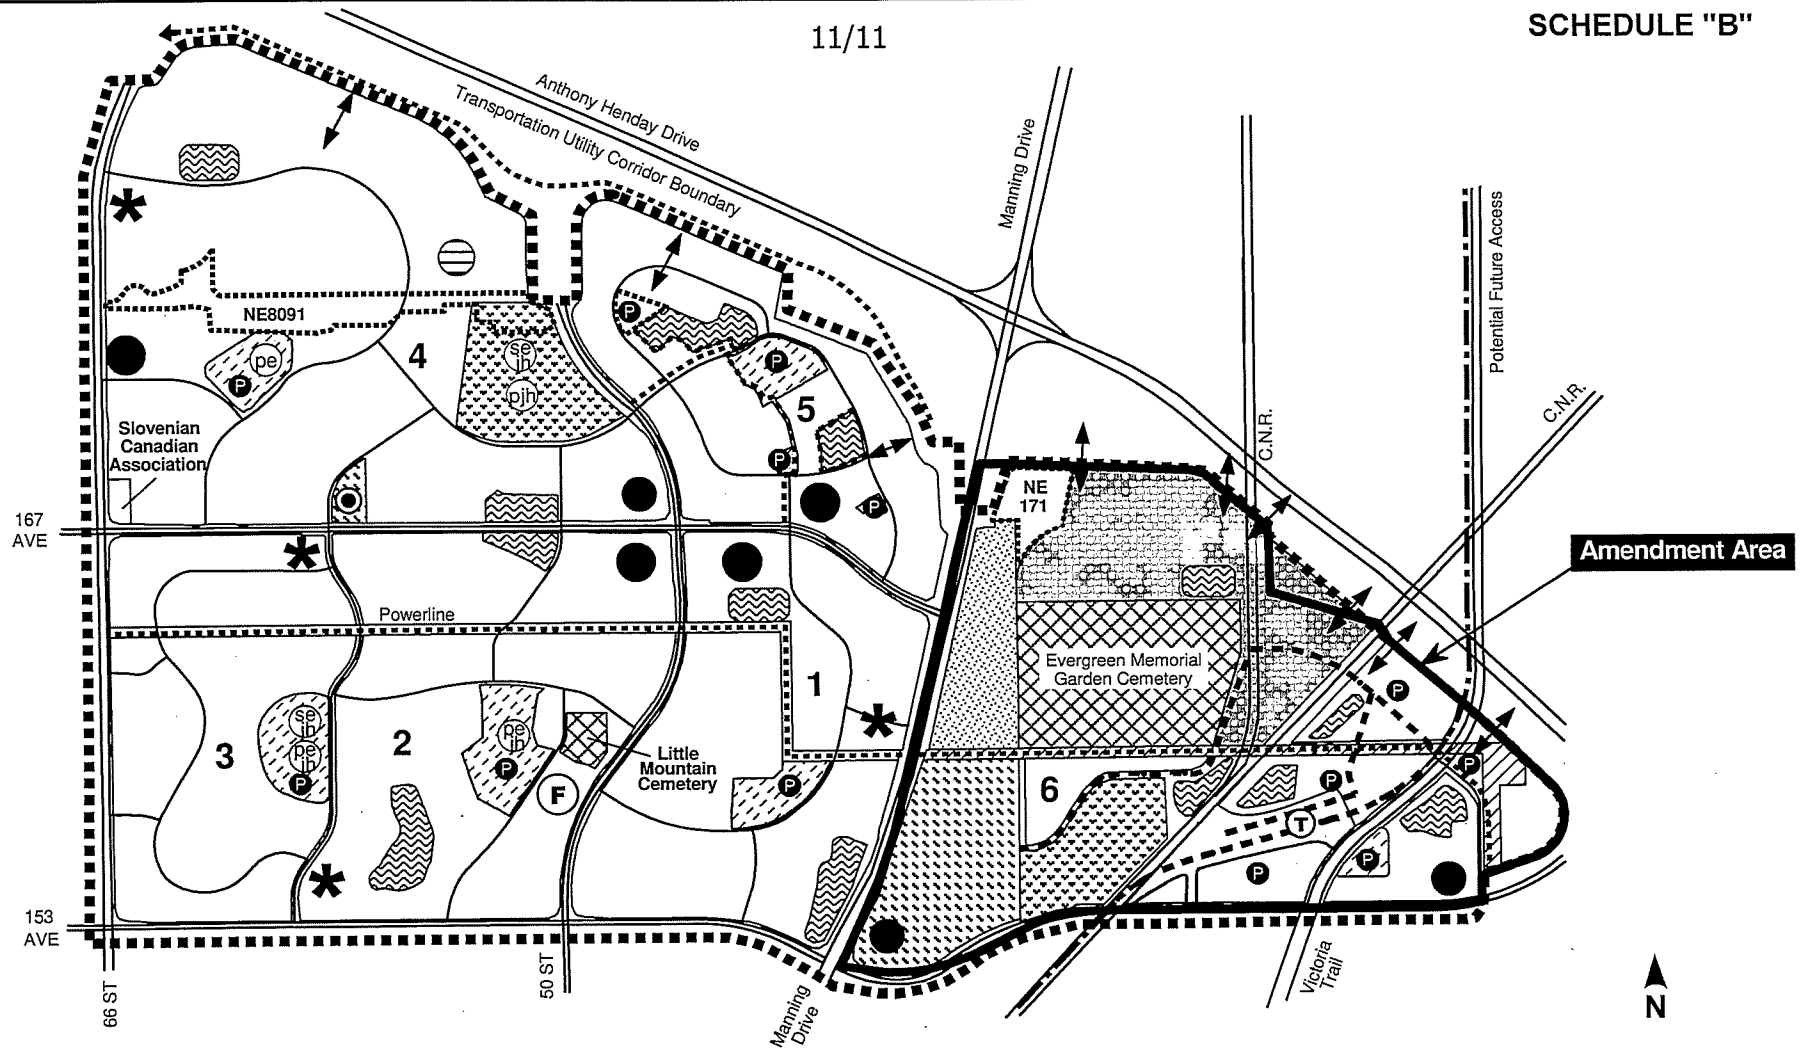 SCHEDULE "B"
11/11
Anthony Henday Drive
Transportation Utility Corridor Boundary
Manning Drive
Potential Future Access
C.N.R.
C.N.R.
NE8091
P
4
se
jh
pjh
pe
P
P
5
Slovenian
Canadian
Association
P
P
NE
171
167
AVE
Amendment Area
Powerline
Evergreen Memorial
Garden Cemetery
1
P
se
jh
pe
jh
P
3
2
pe
jh
P
Little
Mountain
Cemetery
F
P
6
P
P
T
P
P
153
AVE
66 ST
50 ST
Manning
Drive
Victoria
Trail
N